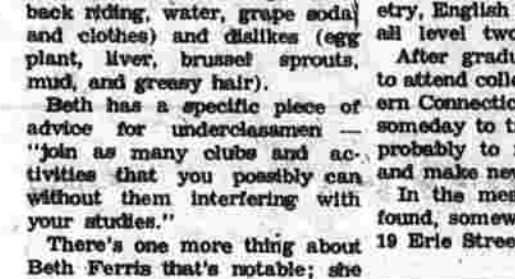 back riding, water, grape soda
and clothes) and dislikes (egg
plant, liver, brussel sprouts,
mud, and greasy hair).
Beth has a specific piece of
advice for underclassmen —
"join as many clubs and ac-
tivities that you possibly can
without them interfering with
your studies."
There's one more thing about
Beth Ferris that's notable; she
etry, English
all level two
After gradu
to attend colle
ern Connectic
someday to t
probably to
and make new
In the mea
found, somew
19 Erie Stree